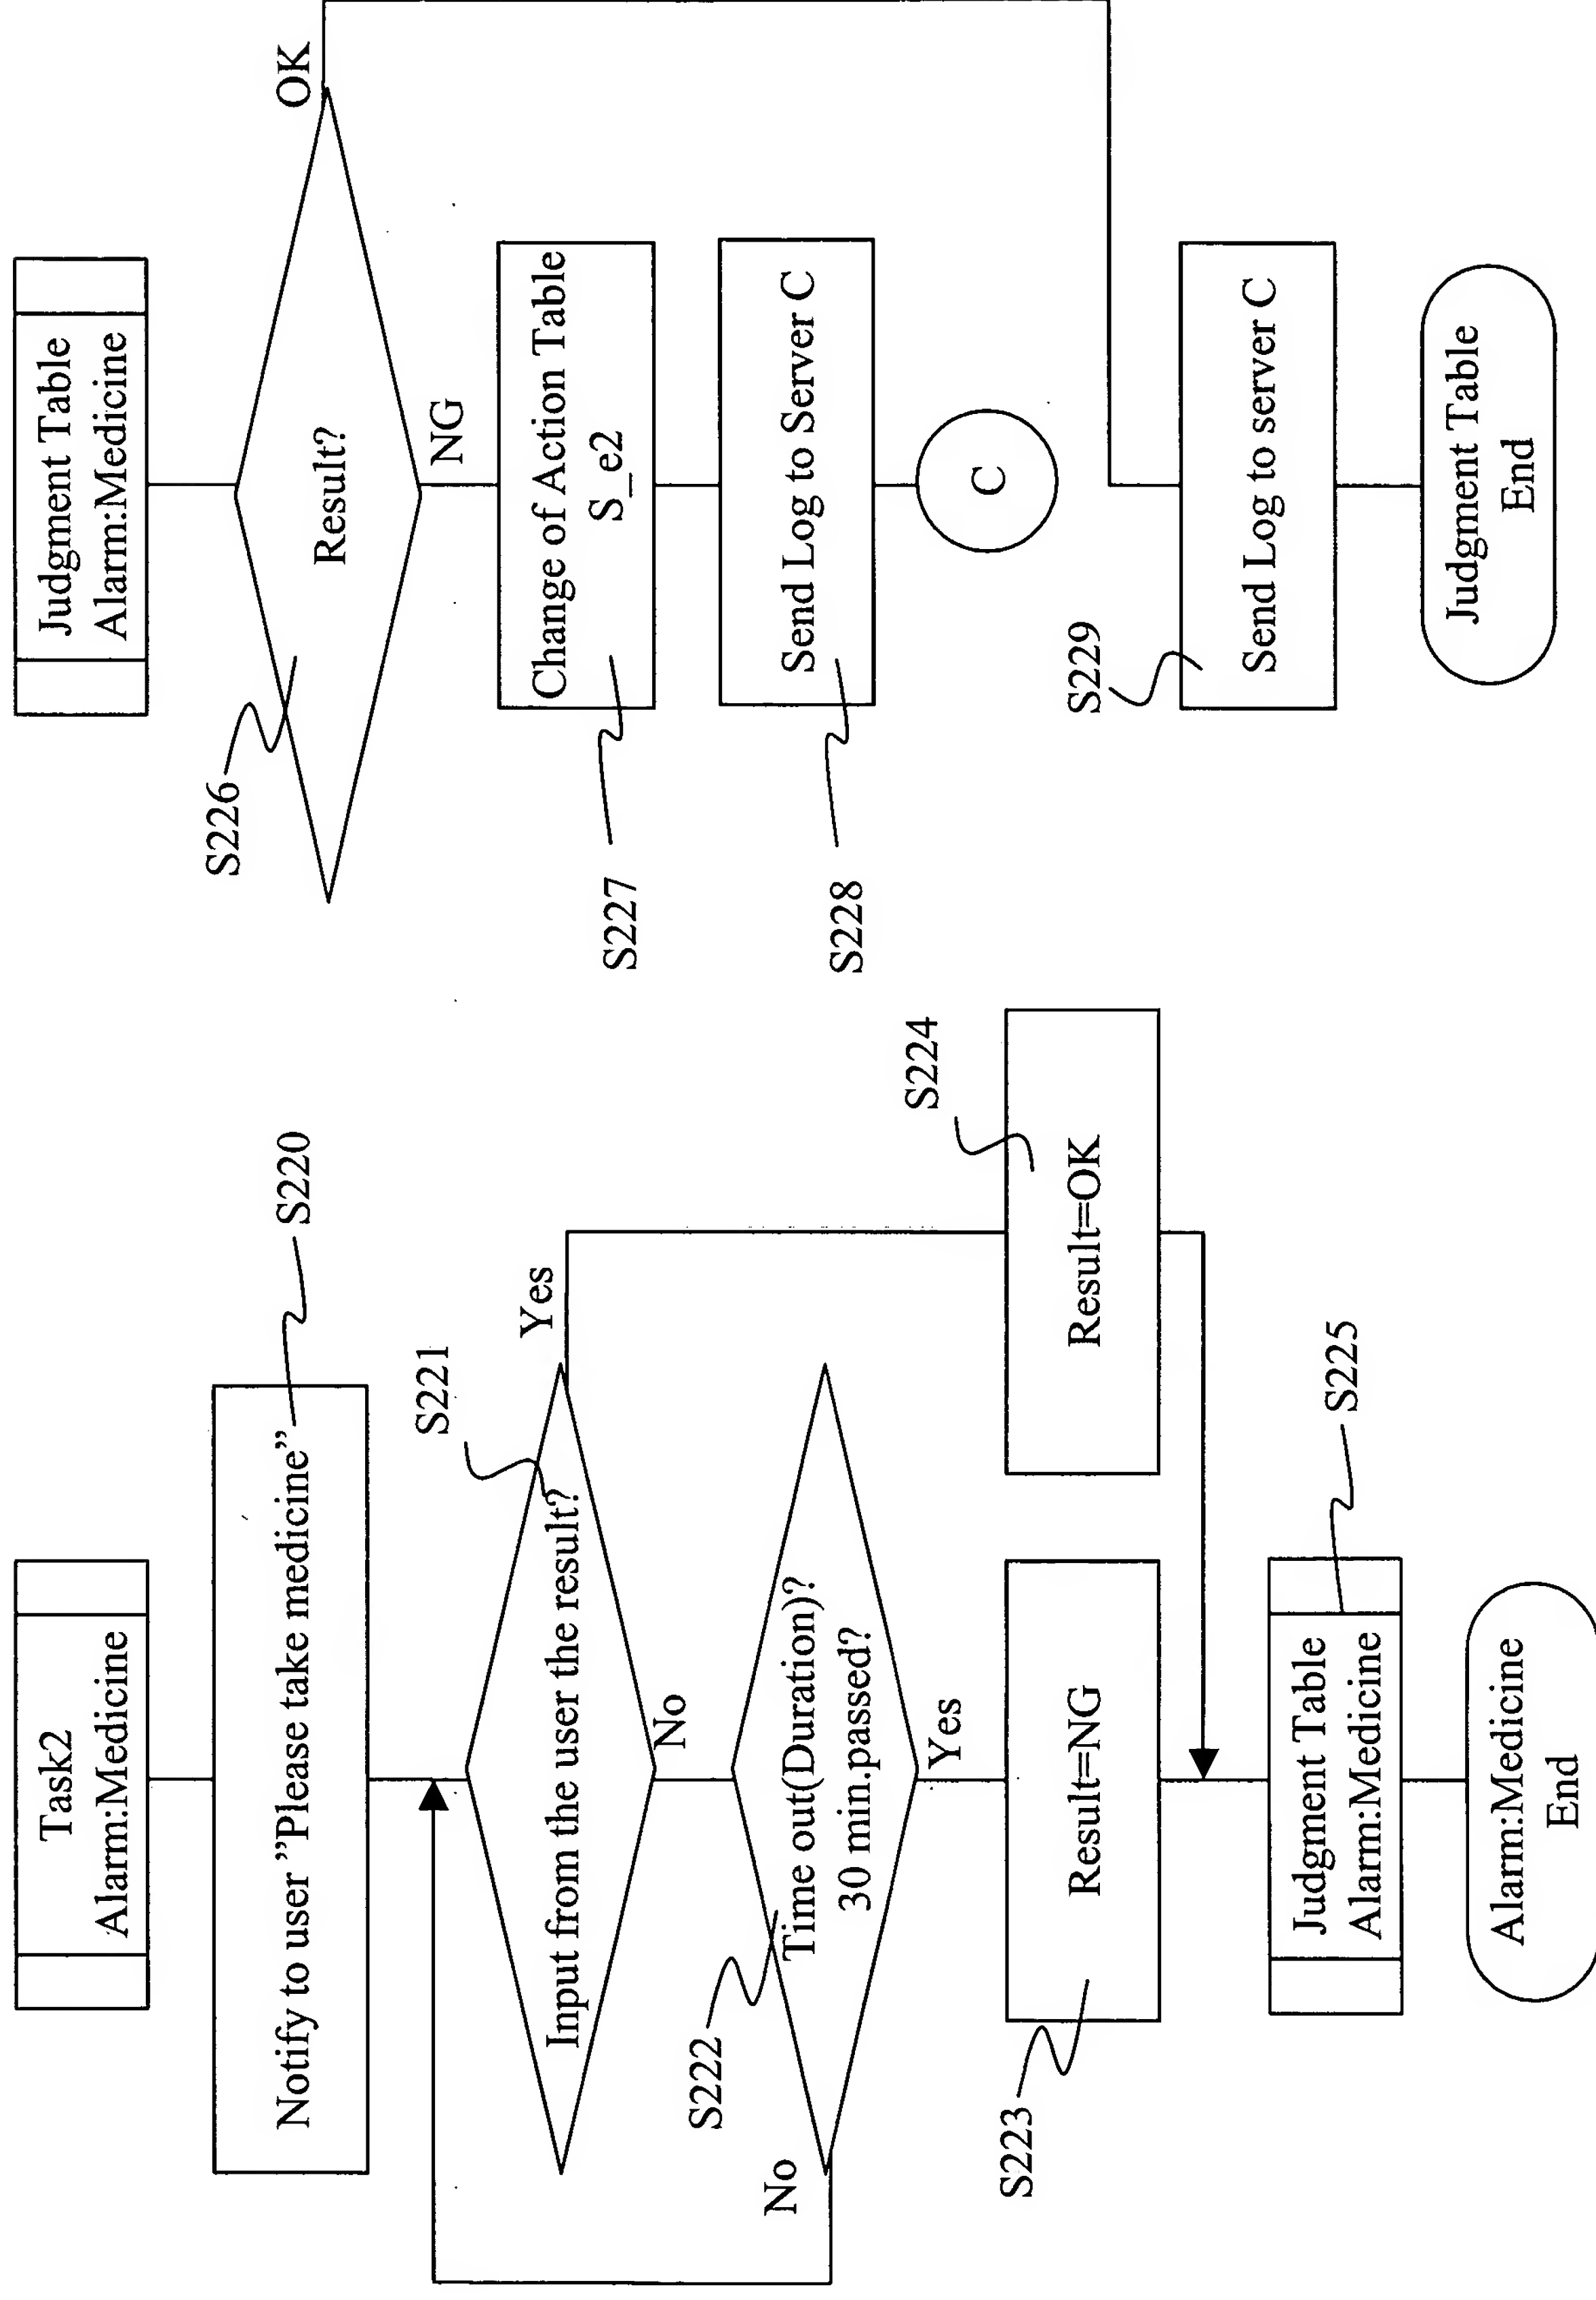 Task2
Alarm:Medicine
Notify to user "Please take medicine"
S220
Input from the user the result?
S221
Yes
No
Time out(Duration)?
30 min.passed?
S222
No
Yes
Result=NG
S223
Result=OK
S224
Judgment Table
Alarm:Medicine
S225
Alarm:Medicine
End
Judgment Table
Alarm:Medicine
Result?
S226
OK
NG
Change of Action Table
S_e2
S227
Send Log to Server C
S228
C
Send Log to server C
S229
Judgment Table
End